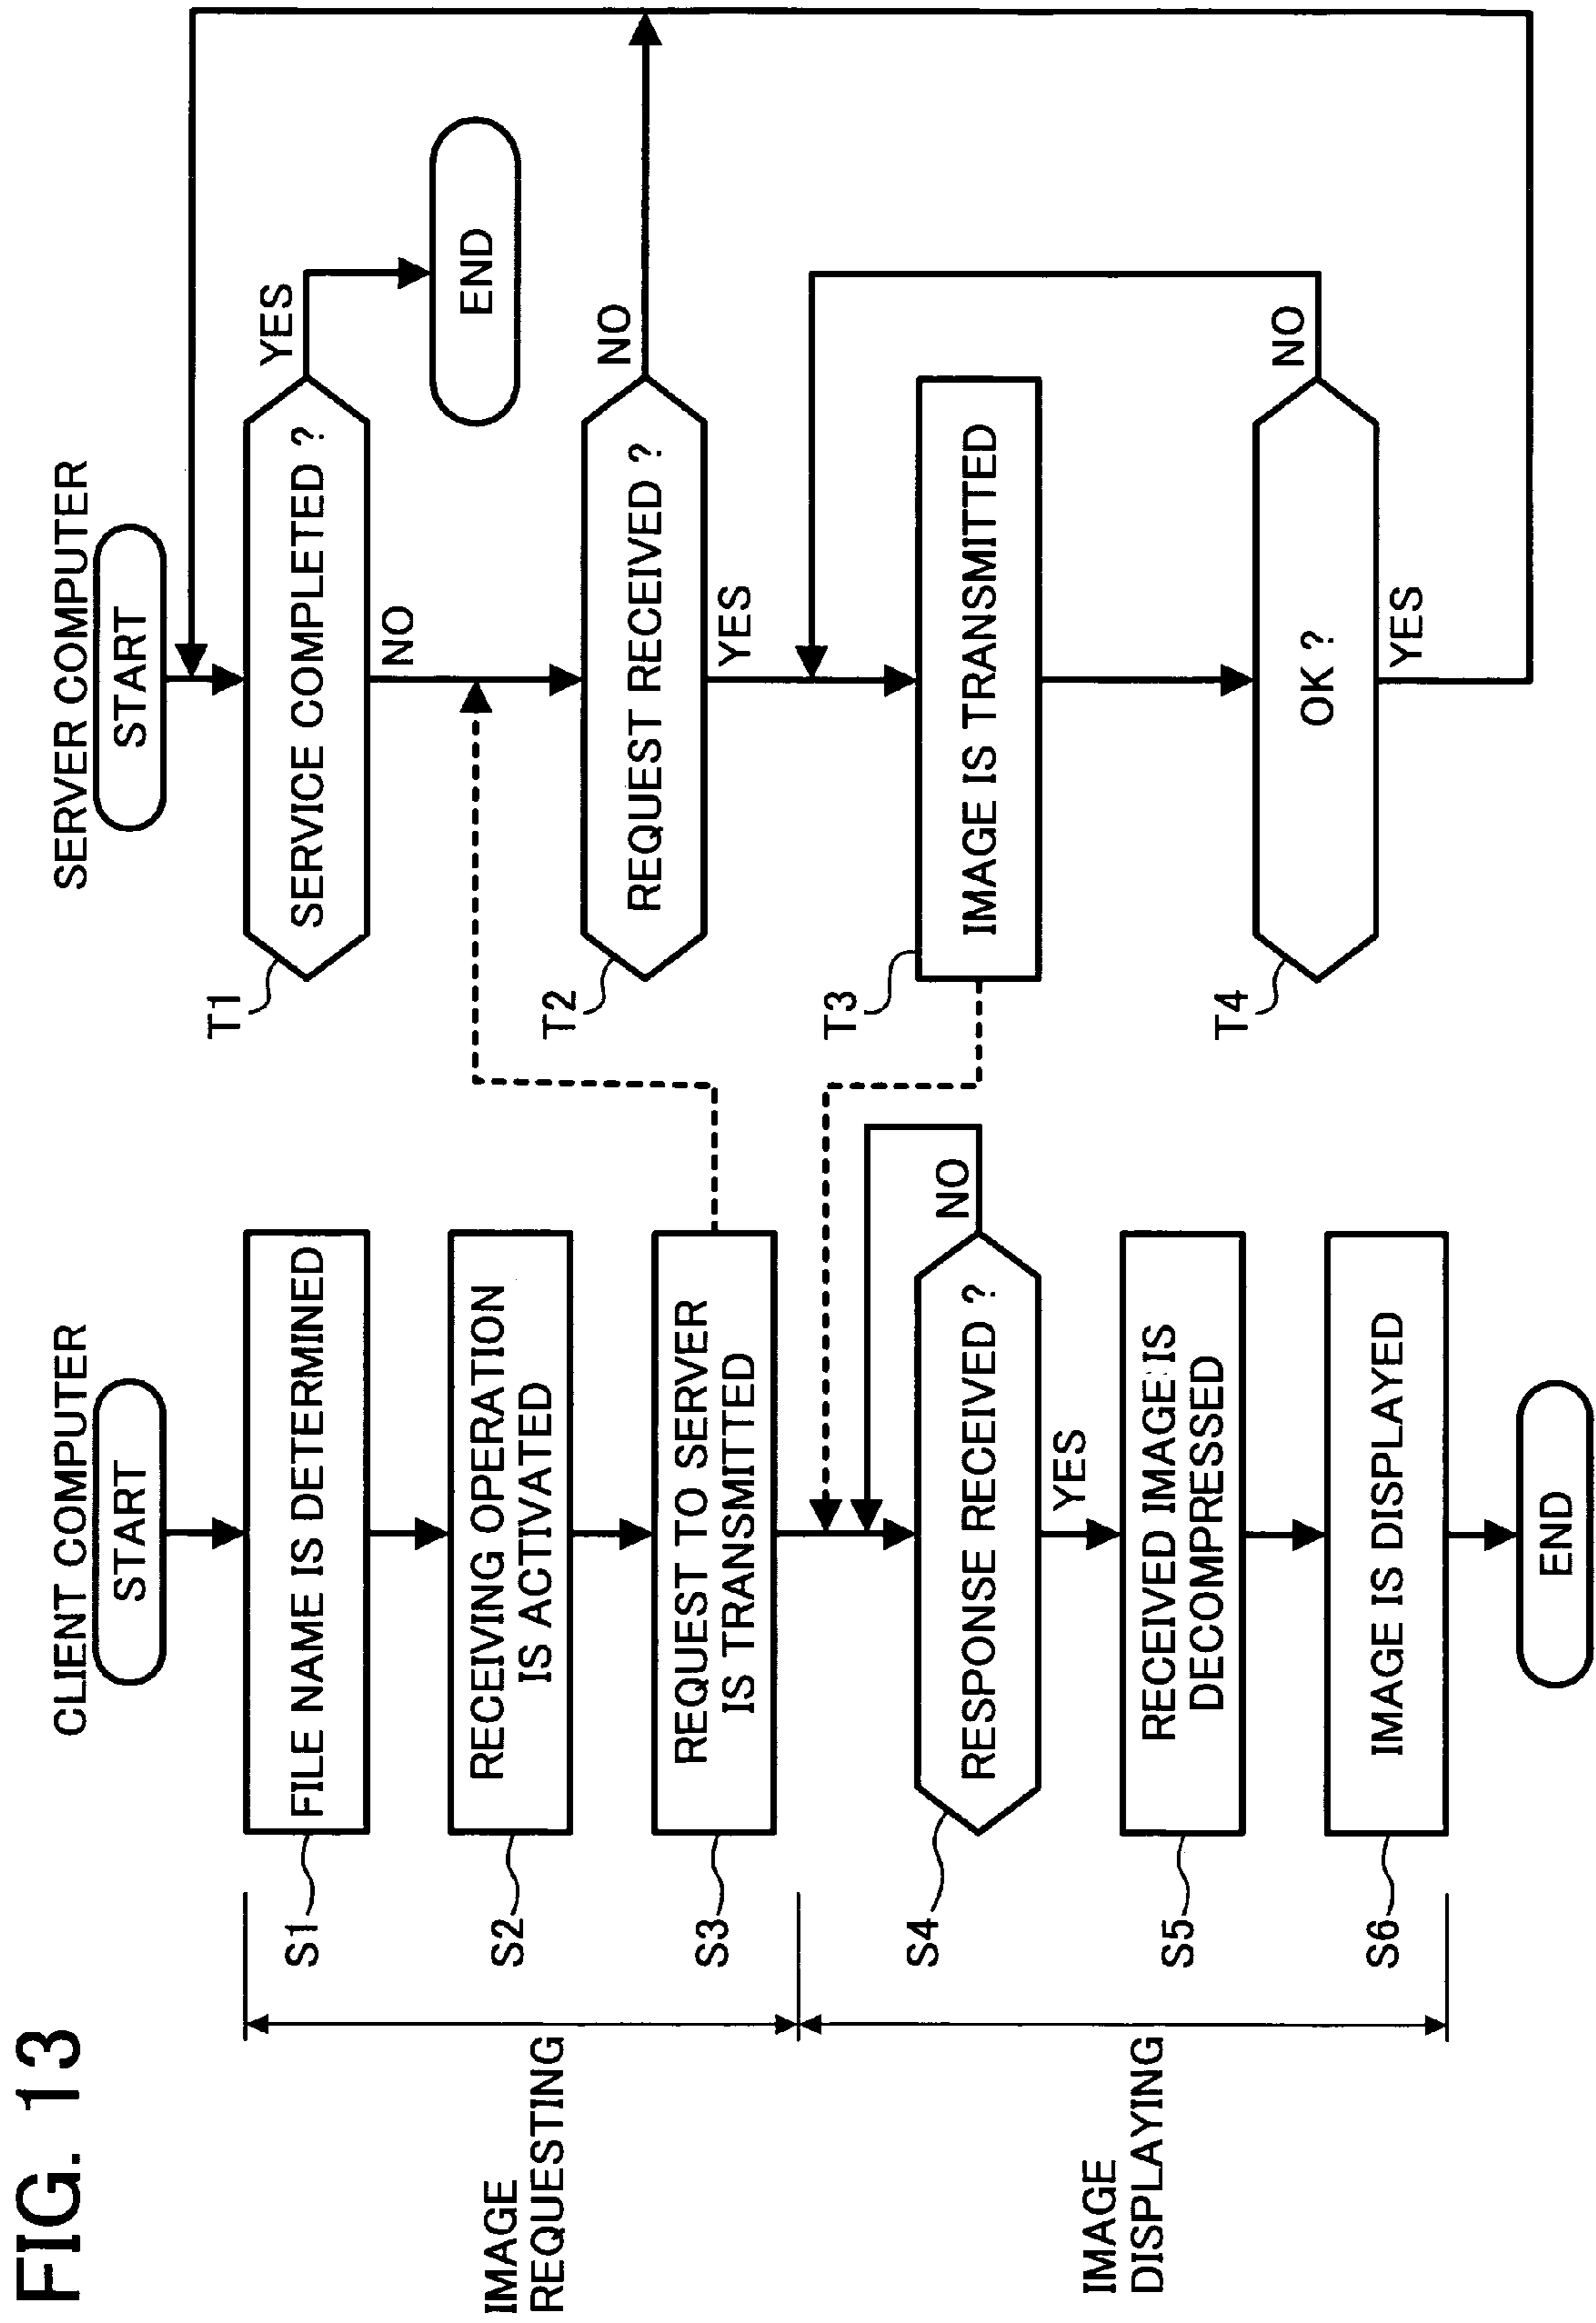 FIG. 13
CLIENT COMPUTER
START
S1
FILE NAME IS DETERMINED
S2
RECEIVING OPERATION
IS ACTIVATED
S3
REQUEST TO SERVER
IS TRANSMITTED
IMAGE
REQUESTING
S4
RESPONSE RECEIVED ?
NO
YES
S5
RECEIVED IMAGE IS
DECOMPRESSED
S6
IMAGE IS DISPLAYED
IMAGE
DISPLAYING
END
SERVER COMPUTER
START
T1
SERVICE COMPLETED ?
YES
END
NO
T2
REQUEST RECEIVED ?
NO
YES
T3
IMAGE IS TRANSMITTED
T4
OK ?
NO
YES